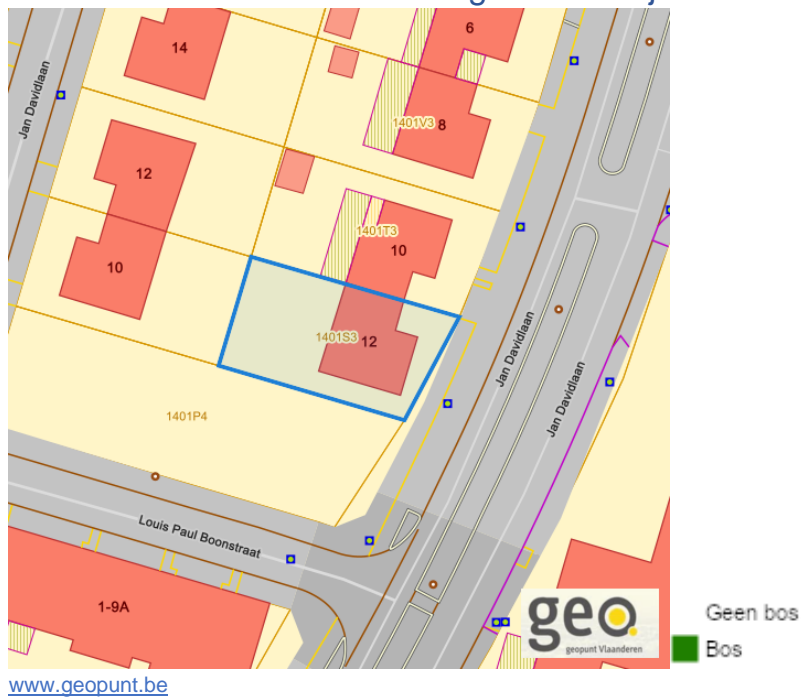 6
14
Jan Davidlaan
1401V3
8
12
1401T3
10
10
1401S3
12
Jan Davidlaan
Jan Davidlaan
1401P4
Louis Paul Boonstraat
1-9A
geo.
geopunt Vlaanderen
Geen bos
Bos
www.geopunt.be